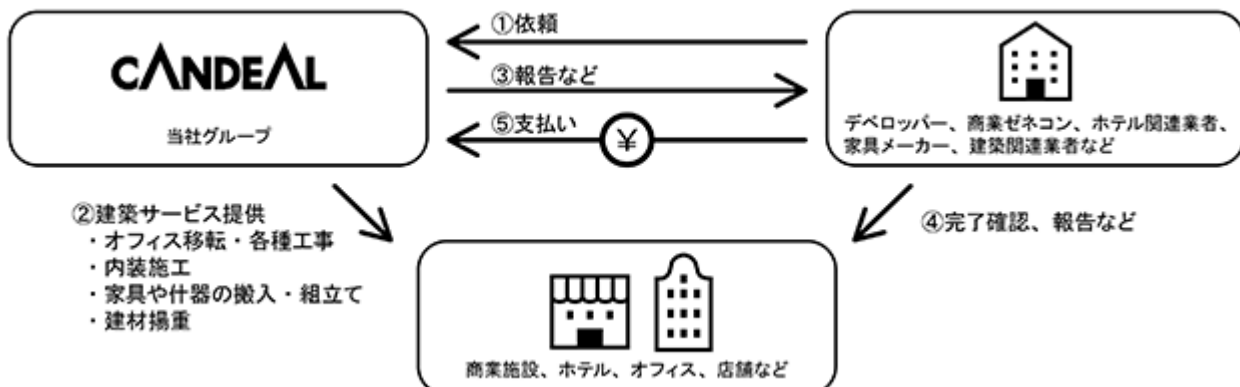 ①依頼
CANDEAL
③報告など
当社グループ
⑤支払い
¥
デベロッパー、商業ゼネコン、ホテル関連業者、
家具メーカー、建築関連業者など
②建築サービス提供
・オフィス移転・各種工事
・内装施工
・家具や什器の搬入・組立て
・建材揚重
④完了確認、報告など
商業施設、ホテル、オフィス、店舗など